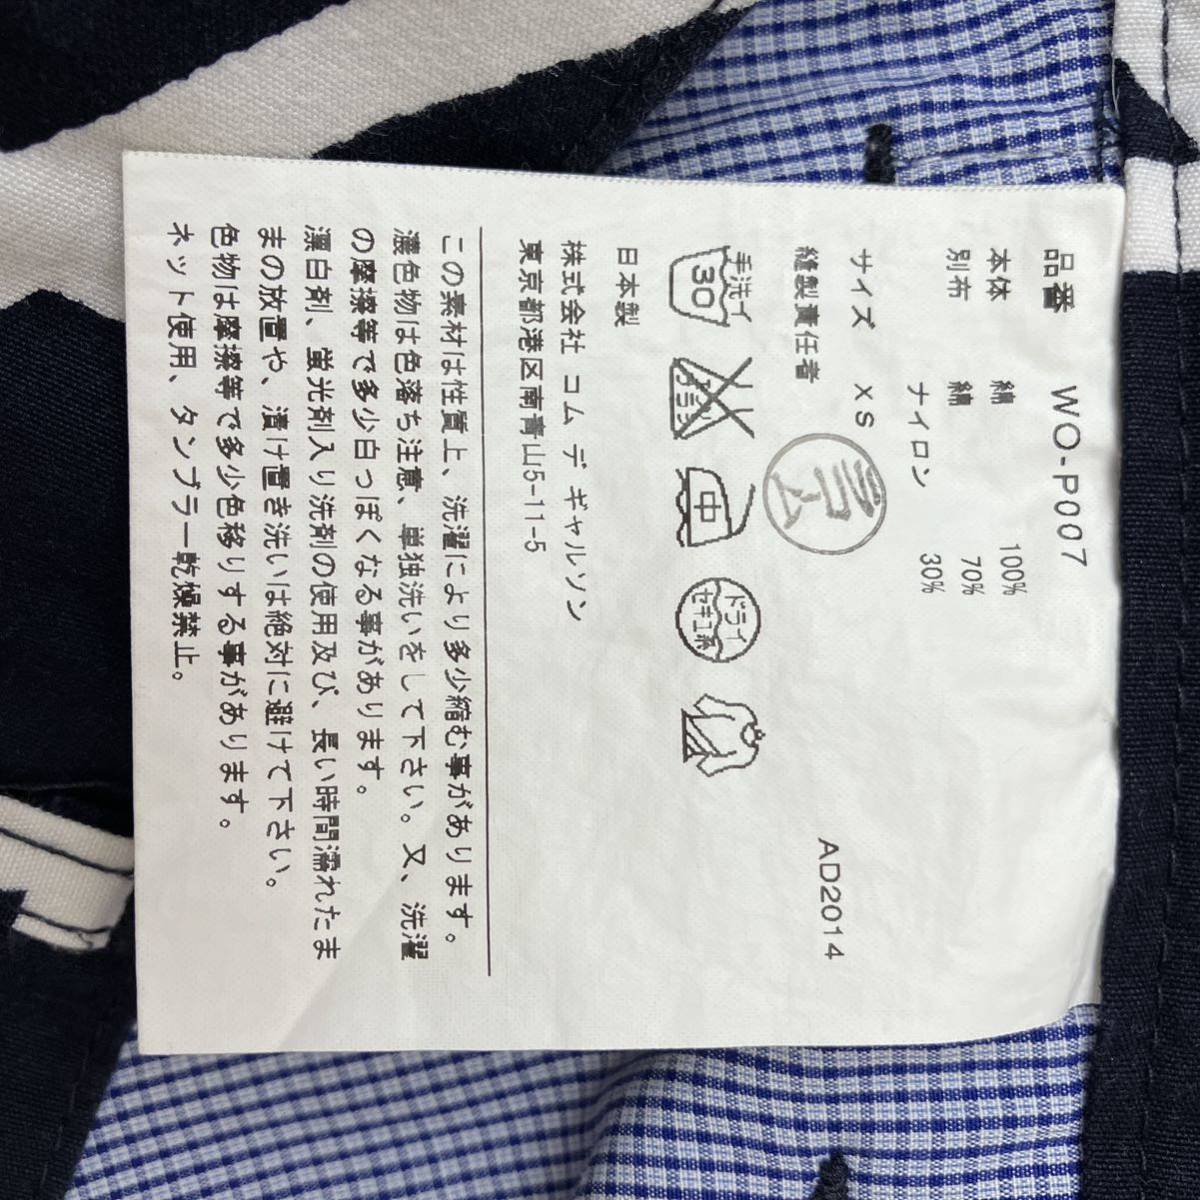 品番 WO-P007
本体 綿 100%
別布 綿 70%
ナイロン 30%
サイズ XS
AD2014
縫製責任者 ラコム
手洗イ
30
エンソサラシ
中
ドライ
セキユ系
日本製
株式会社 コム デ ギャルソン
東京都港区南青山5-11-5
この素材は性質上、洗濯により多少縮む事があります。
濃色物は色落ち注意、単独洗いをして下さい。又、洗濯
の摩擦等で多少白っぽくなる事があります。
漂白剤、蛍光剤入り洗剤の使用及び、長い時間濡れたま
まの放置や、漬け置き洗いは絶対に避けて下さい。
色物は摩擦等で多少色移りする事があります。
ネット使用、タンブラー乾燥禁止。